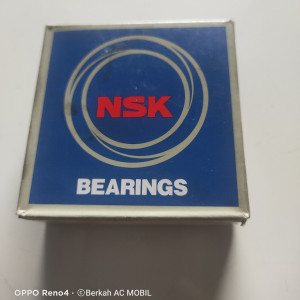 NSK
BEARINGS
OPPO Reno4 · ©Berkah AC MOBIL